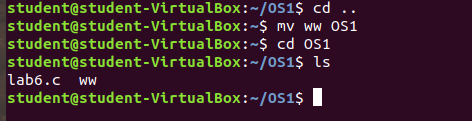 student@student-VirtualBox:~/OS1$ cd ..
student@student-VirtualBox:~$ mv ww OS1
student@student-VirtualBox:~$ cd OS1
student@student-VirtualBox:~/OS1$ ls
lab6.c  ww
student@student-VirtualBox:~/OS1$